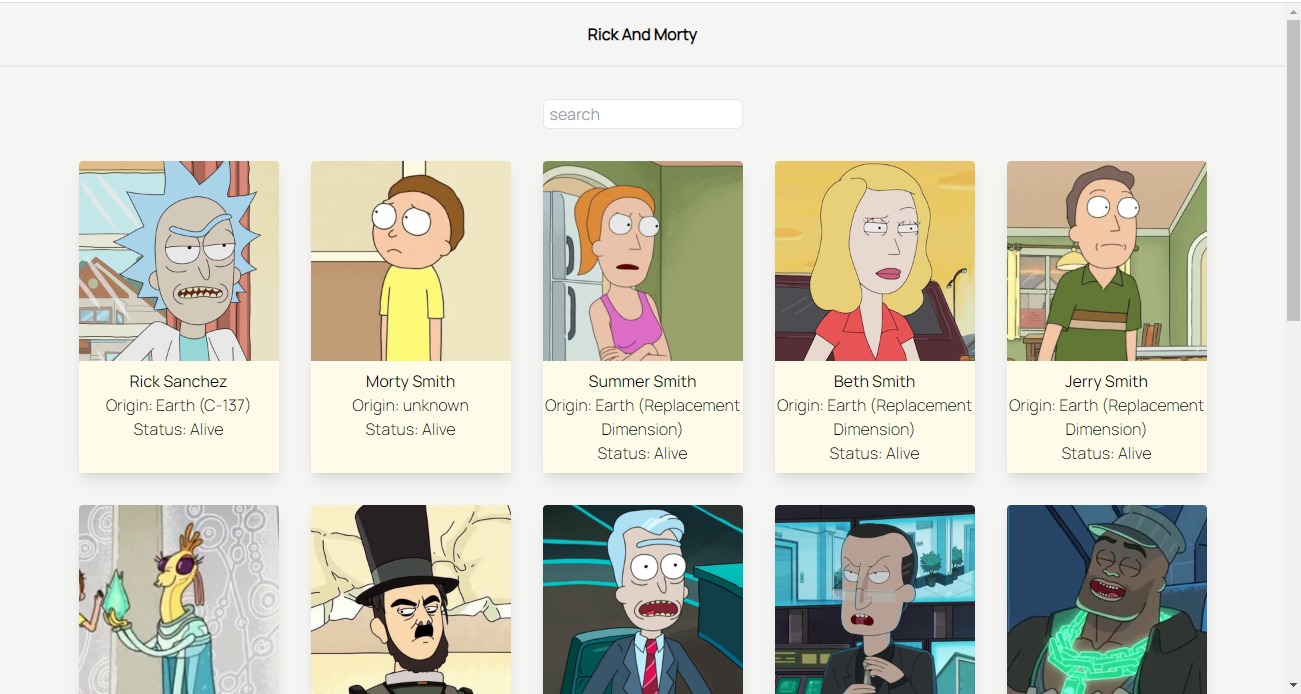 Rick And Morty
search
Rick Sanchez
Origin: Earth (C-137)
Status: Alive
Morty Smith
Origin: unknown
Status: Alive
Summer Smith
Origin: Earth (Replacement
Dimension)
Status: Alive
Beth Smith
Origin: Earth (Replacement
Dimension)
Status: Alive
Jerry Smith
Origin: Earth (Replacement
Dimension)
Status: Alive